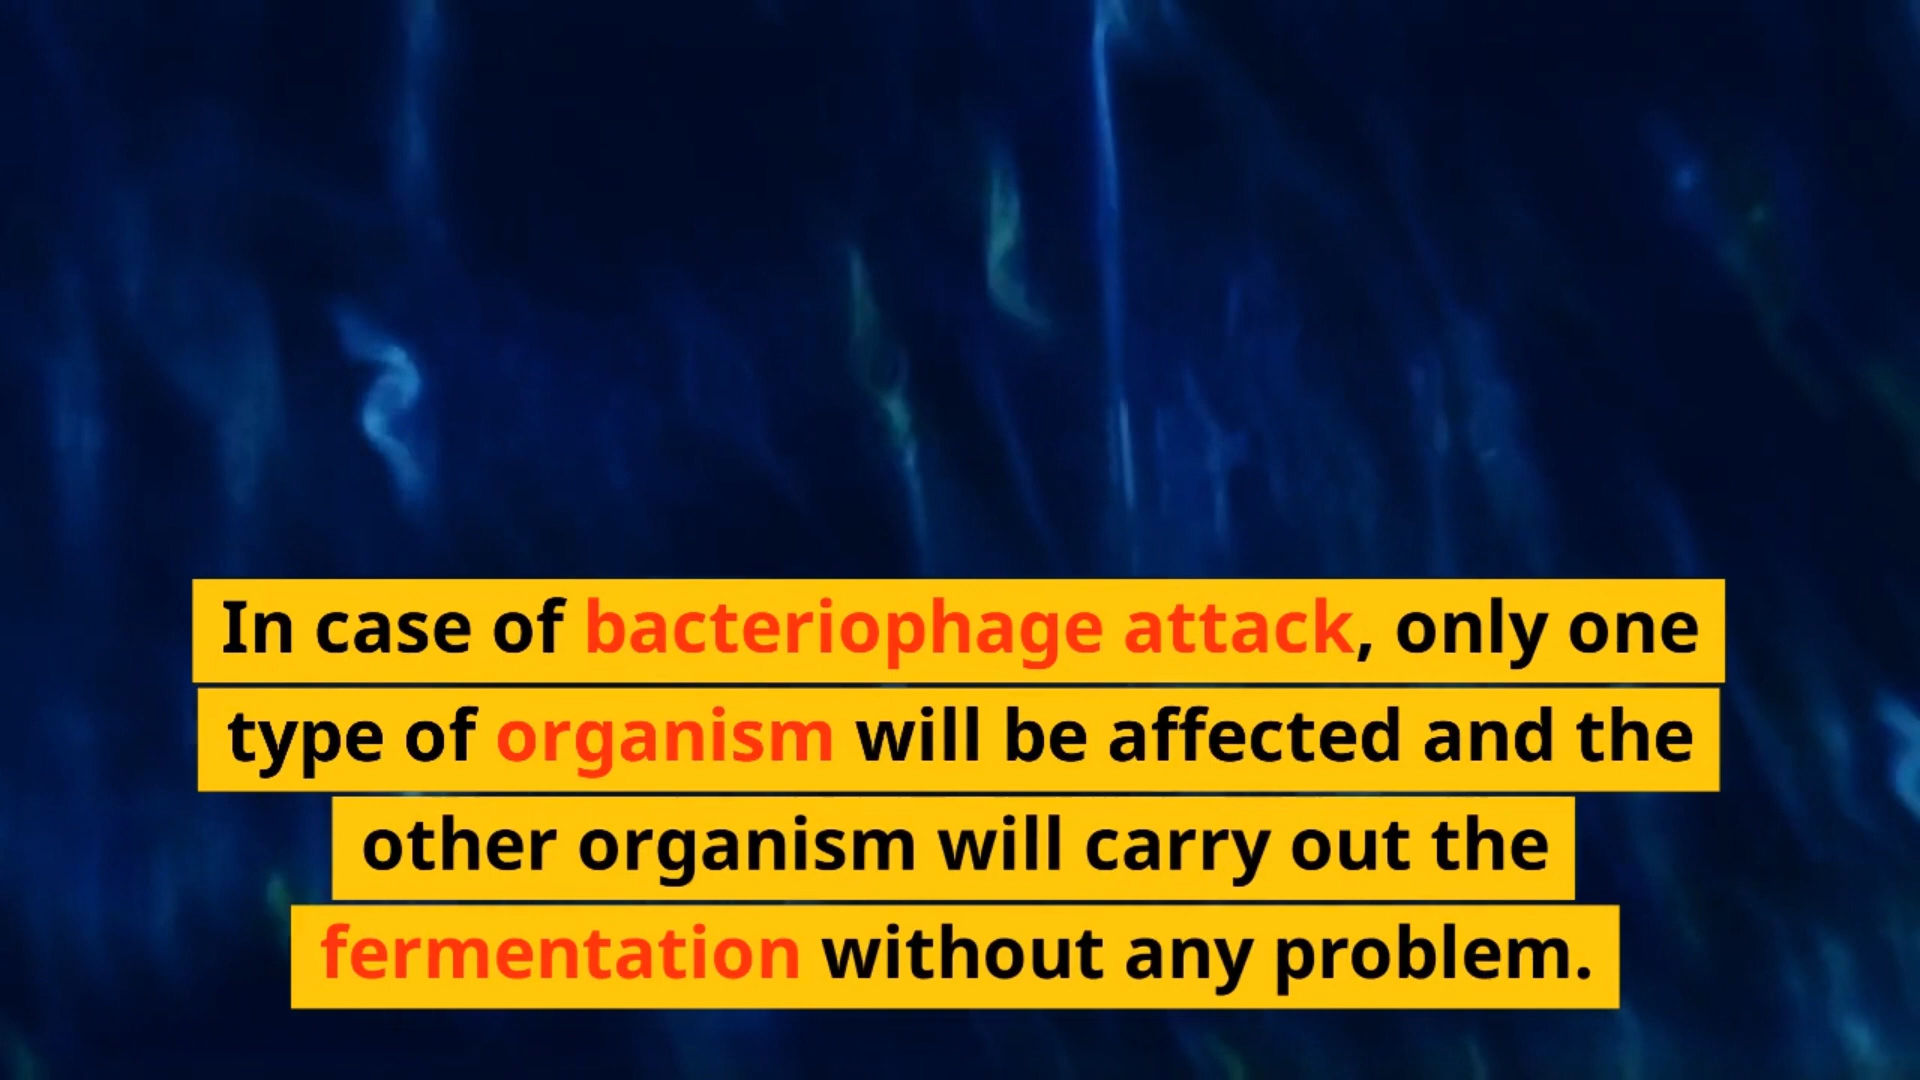 In case of bacteriophage attack, only one
type of organism will be affected and the
other organism will carry out the
fermentation without any problem.